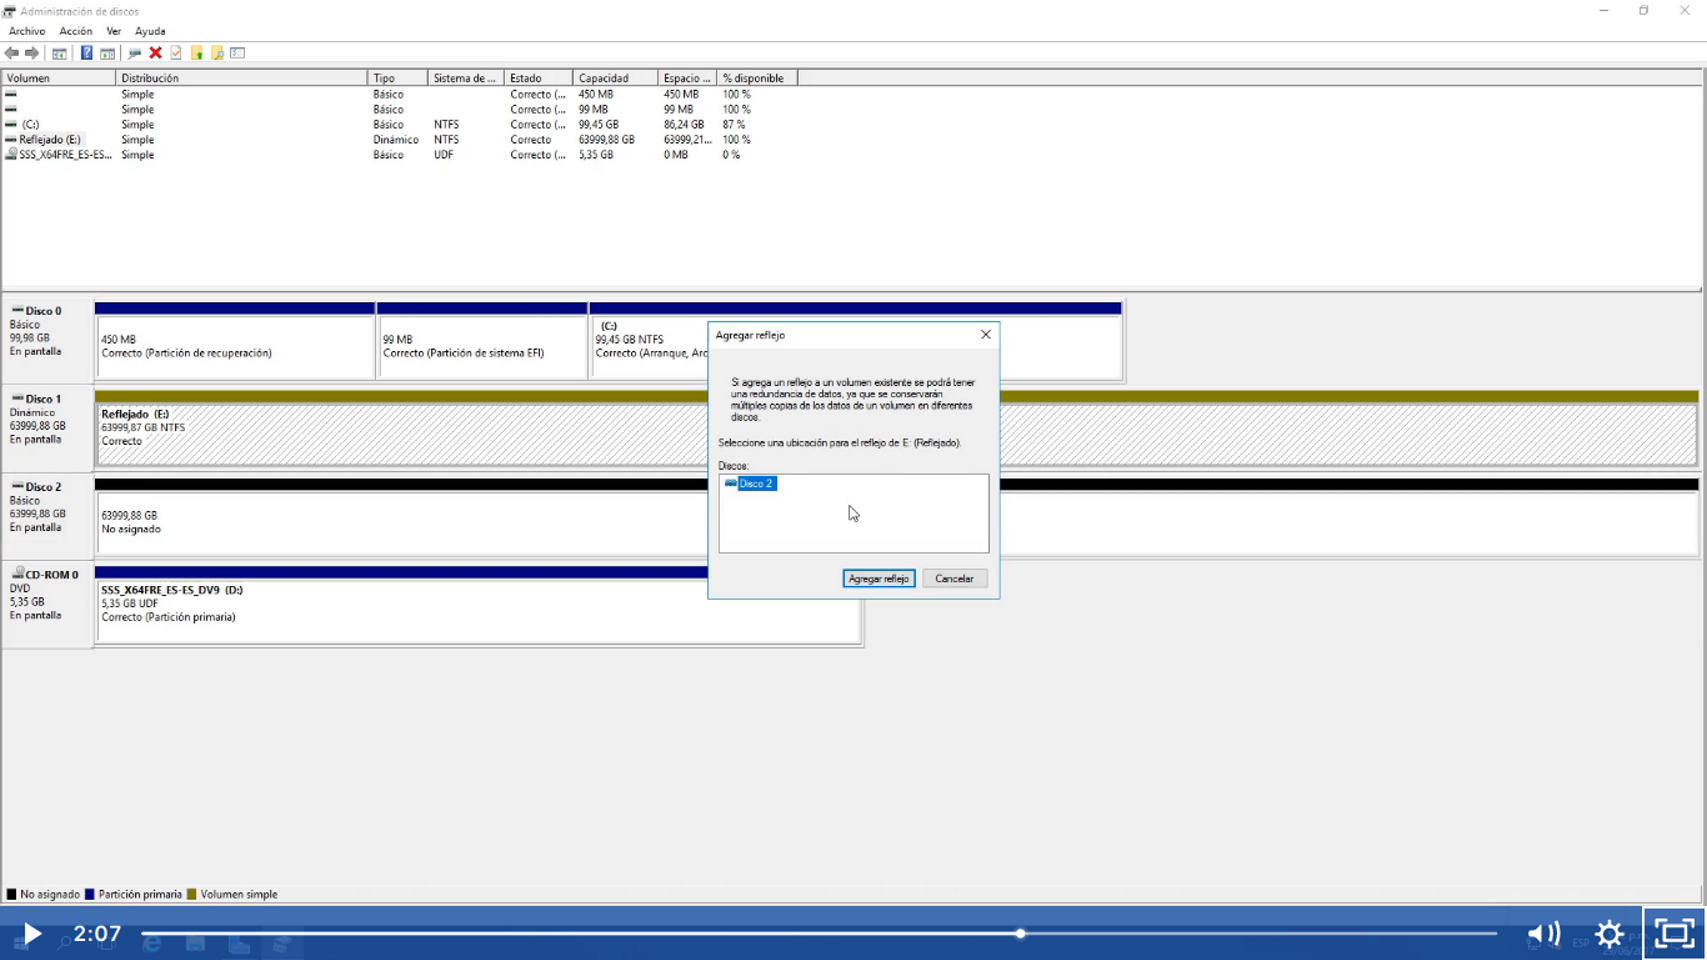 Administración de discos
Archivo Acción Ver Ayuda
Volumen Distribución Tipo Sistema de ... Estado Capacidad Espacio ... % disponible
Simple Básico Correcto (... 450 MB 450 MB 100 %
Simple Básico Correcto (... 99 MB 99 MB 100 %
(C:) Simple Básico NTFS Correcto (... 99,45 GB 86,24 GB 87 %
Reflejado (E:) Simple Dinámico NTFS Correcto 63999,88 GB 63999,21... 100 %
SSS_X64FRE_ES-ES... Simple Básico UDF Correcto (... 5,35 GB 0 MB 0 %
Disco 0
Básico
99,98 GB
En pantalla
450 MB
Correcto (Partición de recuperación)
99 MB
Correcto (Partición de sistema EFI)
(C:)
99,45 GB NTFS
Correcto (Arranque, Arc
Disco 1
Dinámico
63999,88 GB
En pantalla
Reflejado (E:)
63999,87 GB NTFS
Correcto
Disco 2
Básico
63999,88 GB
En pantalla
63999,88 GB
No asignado
CD-ROM 0
DVD
5,35 GB
En pantalla
SSS_X64FRE_ES-ES_DV9 (D:)
5,35 GB UDF
Correcto (Partición primaria)
Agregar reflejo
Si agrega un reflejo a un volumen existente se podrá tener
una redundancia de datos, ya que se conservarán
múltiples copias de los datos de un volumen en diferentes
discos.
Seleccione una ubicación para el reflejo de E: (Reflejado).
Discos:
Disco 2
Agregar reflejo Cancelar
No asignado Partición primaria Volumen simple
2:07
ESP